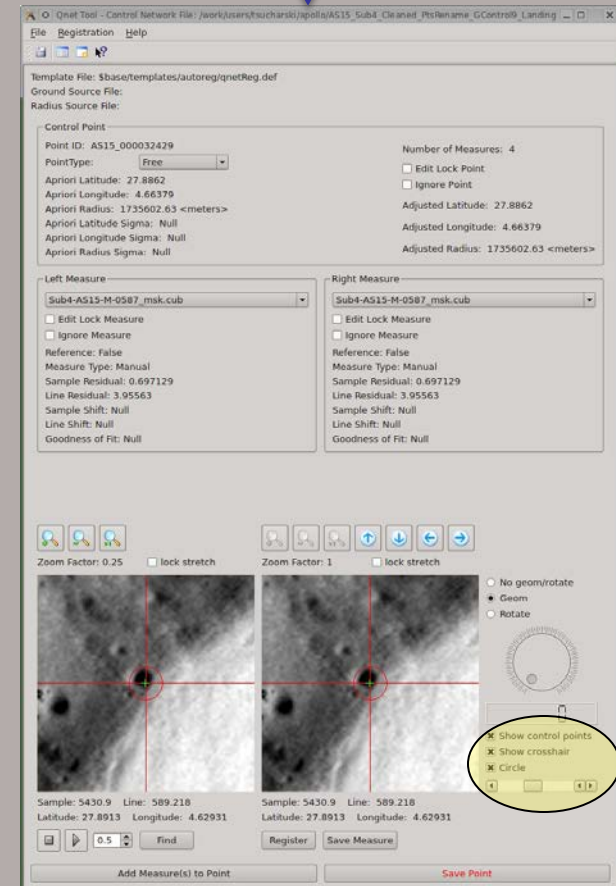 Qnet Tool - Control Network File: /work/users/tsucharski/apollo/AS15_Sub4_Cleaned_PtsRename_GControl9_Landing
File Registration Help
Template File: $base/templates/autoreg/qnetReg.def
Ground Source File:
Radius Source File:
Control Point
Point ID: AS15_000032429
PointType: Free
Apriori Latitude: 27.8862
Apriori Longitude: 4.66379
Apriori Radius: 1735602.63 <meters>
Apriori Latitude Sigma: Null
Apriori Longitude Sigma: Null
Apriori Radius Sigma: Null
Number of Measures: 4
Edit Lock Point
Ignore Point
Adjusted Latitude: 27.8862
Adjusted Longitude: 4.66379
Adjusted Radius: 1735602.63 <meters>
Left Measure
Sub4-AS15-M-0587_msk.cub
Edit Lock Measure
Ignore Measure
Reference: False
Measure Type: Manual
Sample Residual: 0.697129
Line Residual: 3.95563
Sample Shift: Null
Line Shift: Null
Goodness of Fit: Null
Right Measure
Sub4-AS15-M-0587_msk.cub
Edit Lock Measure
Ignore Measure
Reference: False
Measure Type: Manual
Sample Residual: 0.697129
Line Residual: 3.95563
Sample Shift: Null
Line Shift: Null
Goodness of Fit: Null
Zoom Factor: 0.25 lock stretch
Zoom Factor: 1 lock stretch
No geom/rotate
Geom
Rotate
Show control points
Show crosshair
Circle
Sample: 5430.9 Line: 589.218
Latitude: 27.8913 Longitude: 4.62931
Sample: 5430.9 Line: 589.218
Latitude: 27.8913 Longitude: 4.62931
0.5 Find
Register Save Measure
Add Measure(s) to Point
Save Point